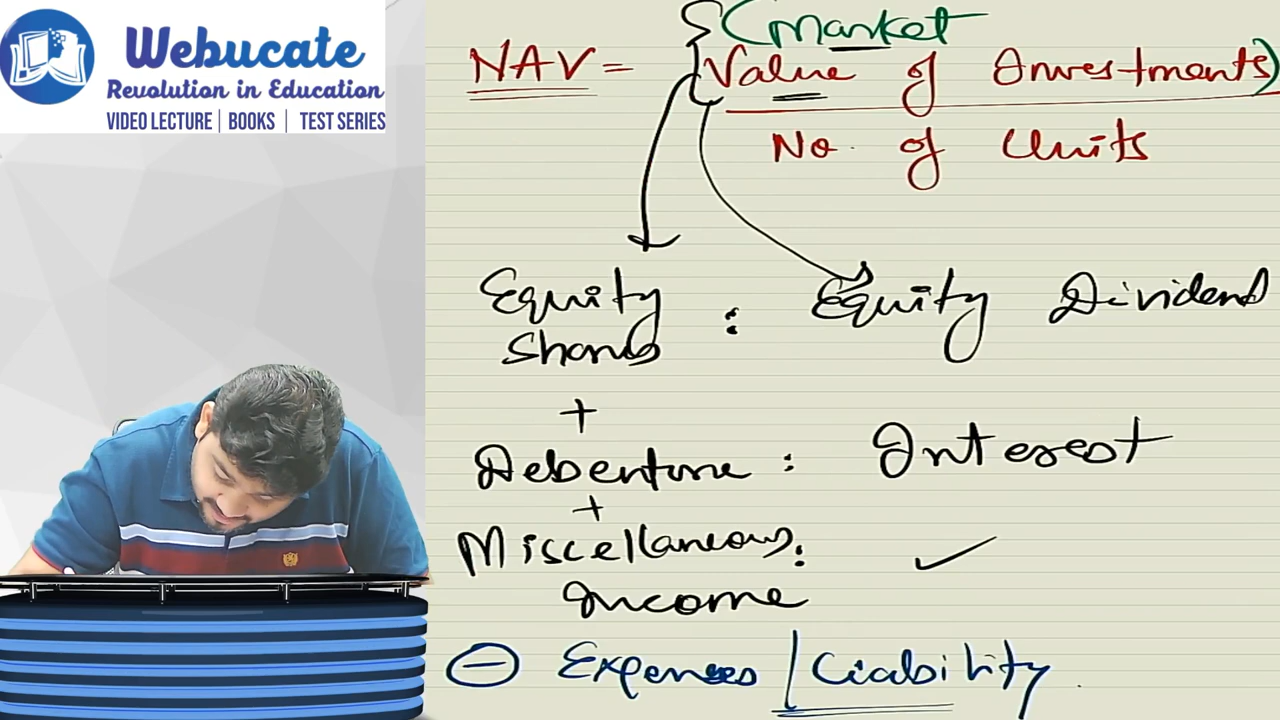 Webucate
Revolution in Education
VIDEO LECTURE | BOOKS | TEST SERIES
(Market
NAV = Value of Investments)
No. of Units
Equity Shares : Equity Dividend
+
Debenture : Interest
+
Miscellaneous :
Income
- Expenses / Liability